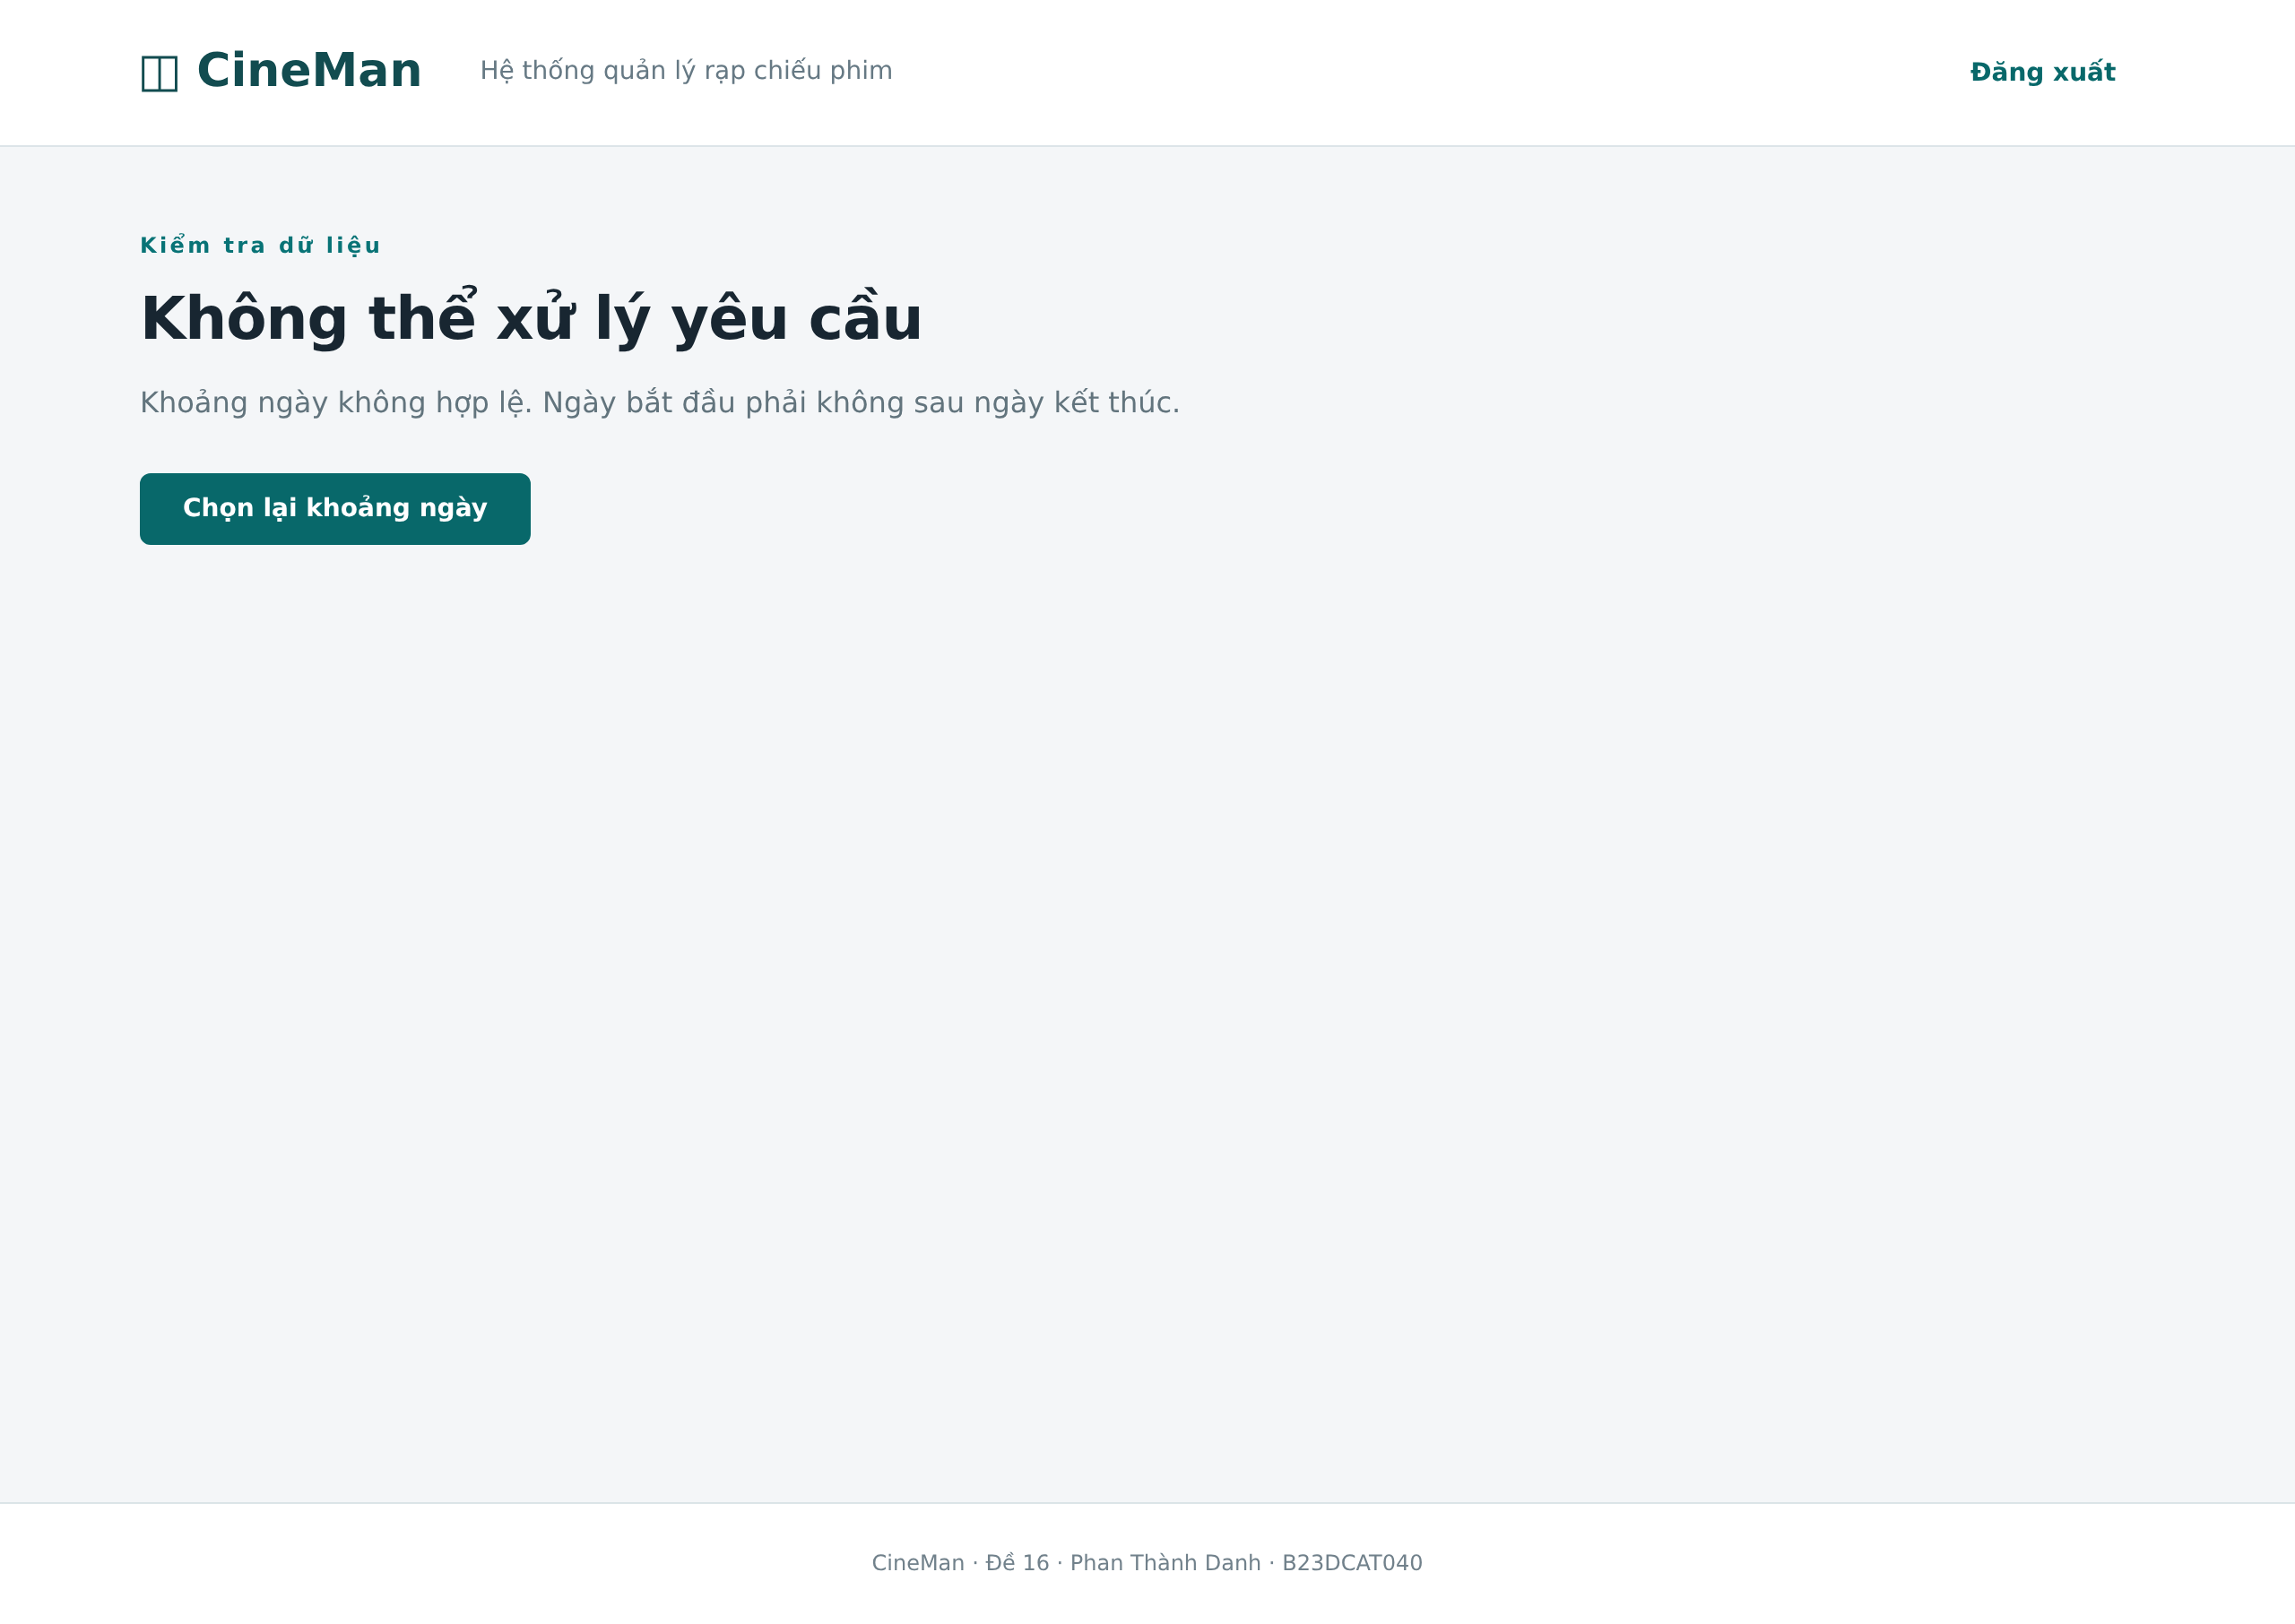 CineMan
Hệ thống quản lý rạp chiếu phim
Đăng xuất
Kiểm tra dữ liệu
Không thể xử lý yêu cầu
Khoảng ngày không hợp lệ. Ngày bắt đầu phải không sau ngày kết thúc.
Chọn lại khoảng ngày
CineMan · Đề 16 · Phan Thành Danh · B23DCAT040